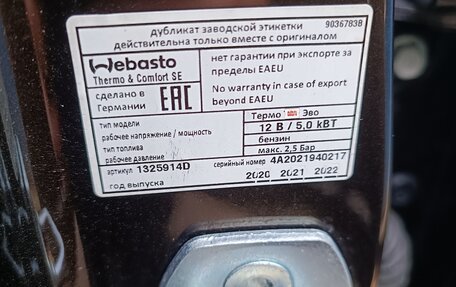 дубликат заводской этикетки 9036783B
действительна только вместе с оригиналом
Webasto
Thermo & Comfort SE
нет гарантии при экспорте за
пределы EAEU
сделано в
Германии
EAC
No warranty in case of export
beyond EAEU
тип модели Термо Эво
рабочее напряжение / мощность 12 В / 5,0 кВт
тип топлива бензин
рабочее давление макс. 2,5 Бар
артикул 1325914D серийный номер 4A2021940217
год выпуска 2020 2021 2022